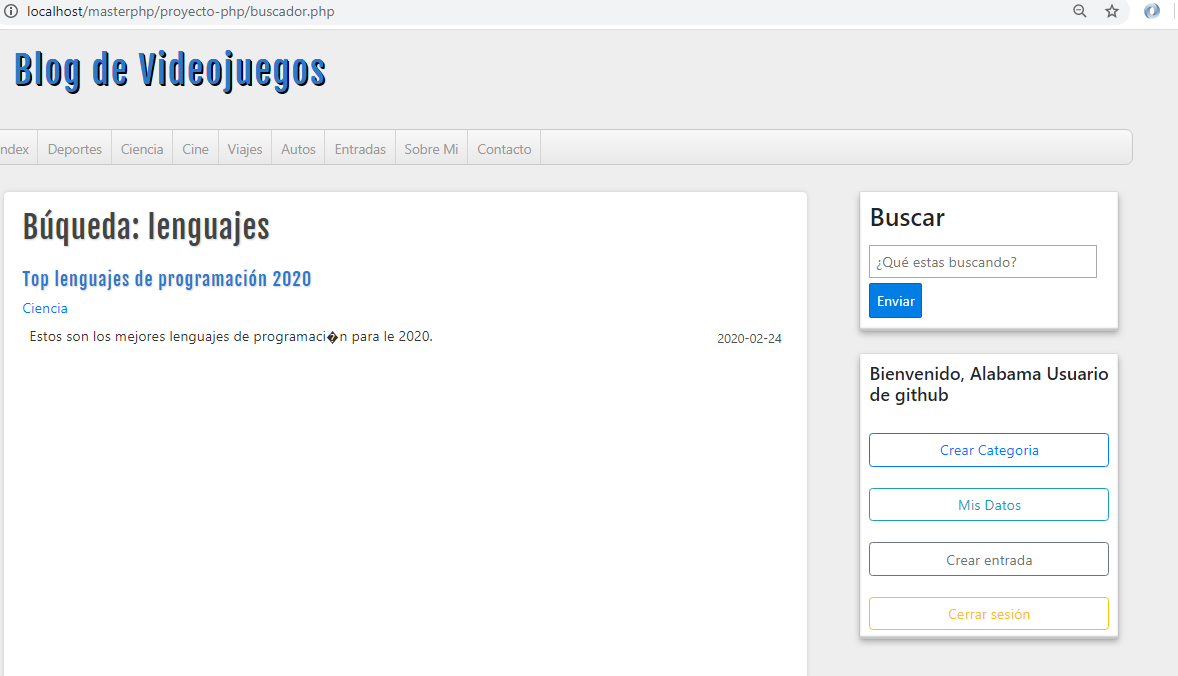 localhost/masterphp/proyecto-php/buscador.php
Blog de Videojuegos
ndex Deportes Ciencia Cine Viajes Autos Entradas Sobre Mi Contacto
Búqueda: lenguajes
Top lenguajes de programación 2020
Ciencia
Estos son los mejores lenguajes de programaci�n para le 2020.
2020-02-24
Buscar
¿Qué estas buscando?
Enviar
Bienvenido, Alabama Usuario
de github
Crear Categoria
Mis Datos
Crear entrada
Cerrar sesión